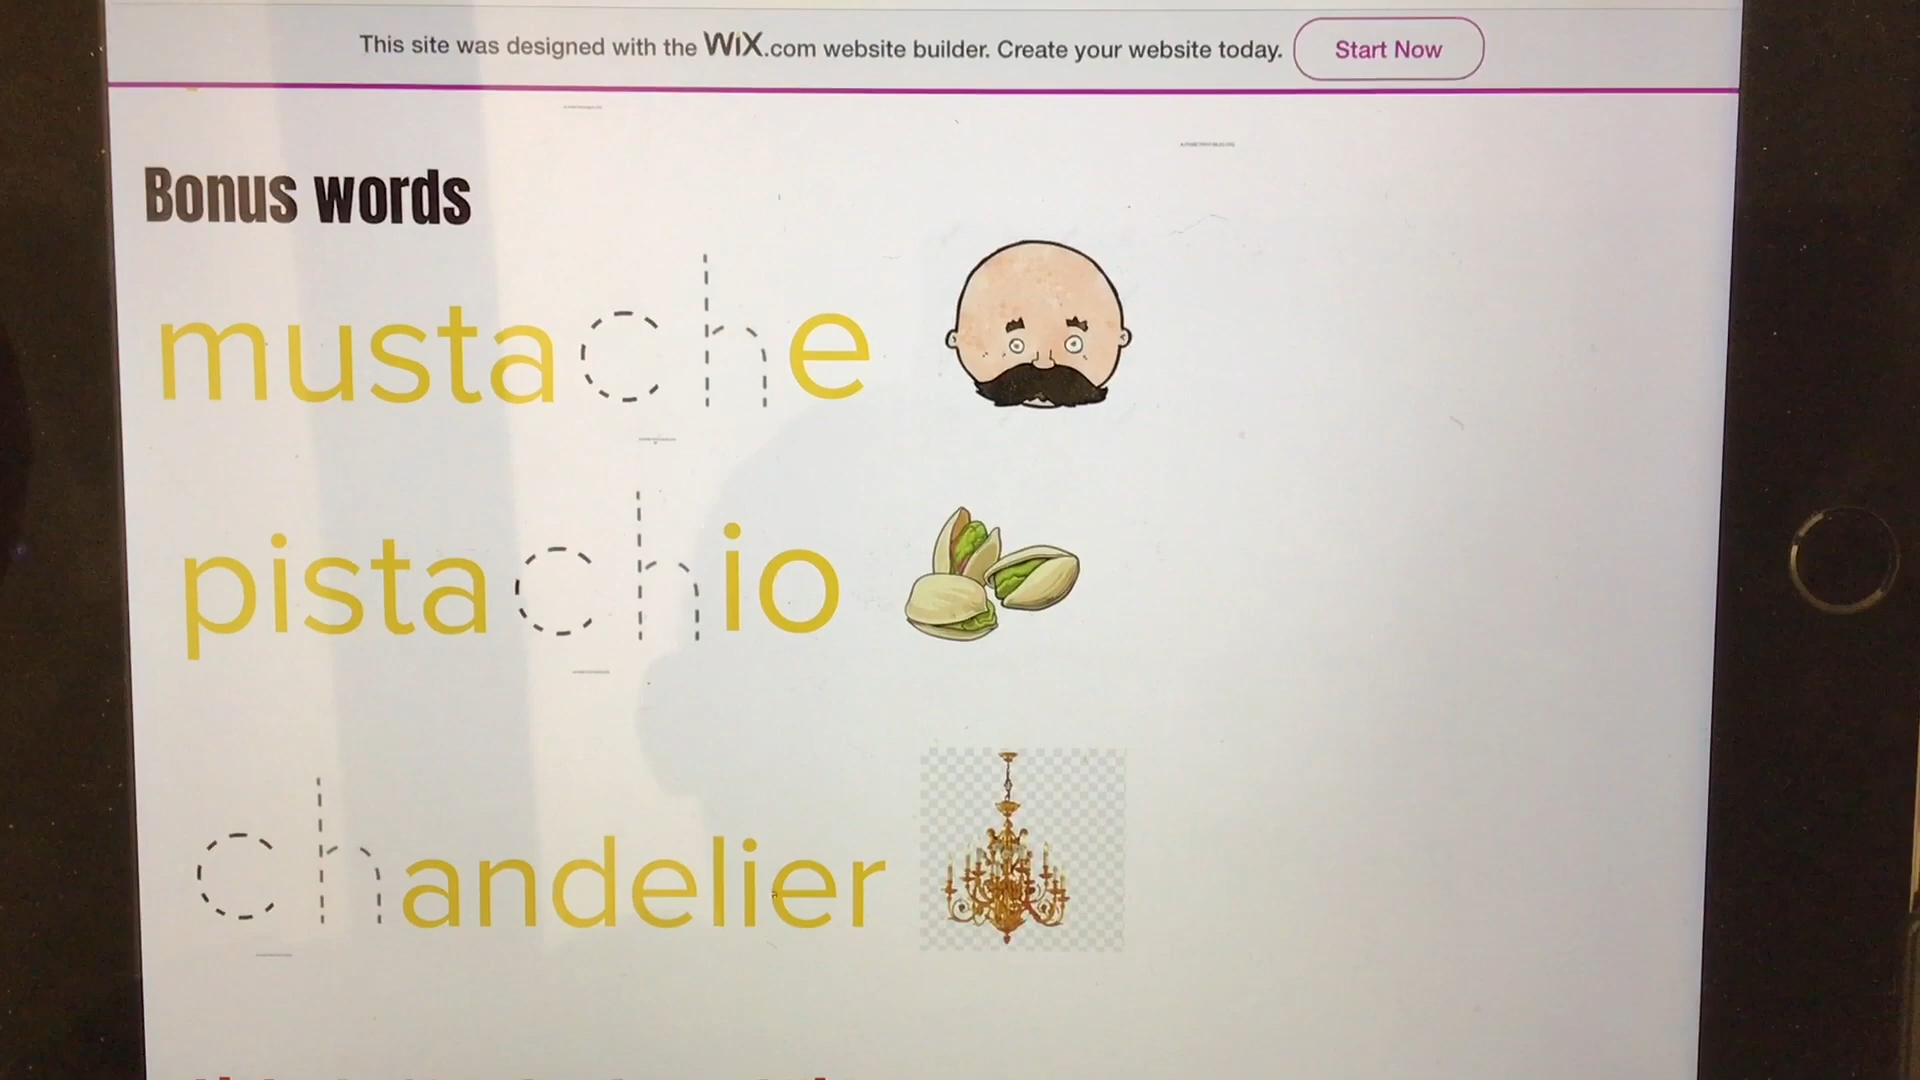 This site was designed with the WiX.com website builder. Create your website today. Start Now
Bonus words
mustache
pistachio
chandelier